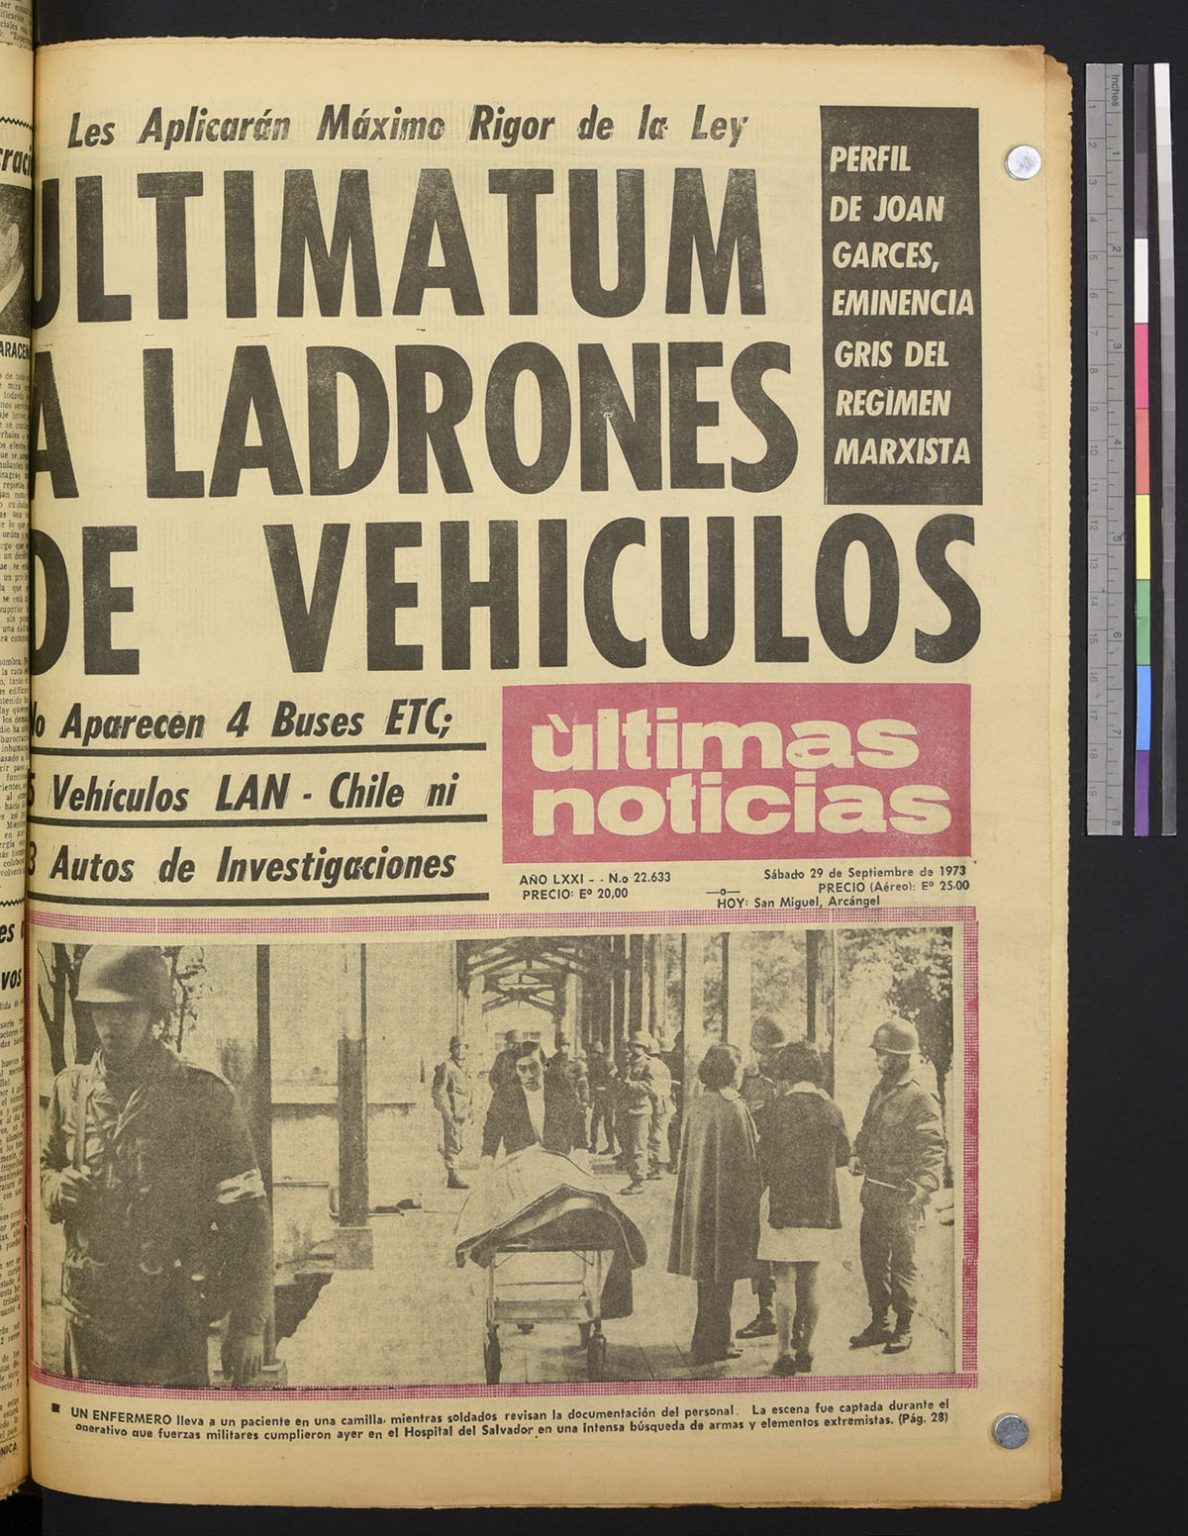 Les Aplicarán Máximo Rigor de la Ley
ULTIMATUM
A LADRONES
DE VEHICULOS
PERFIL
DE JOAN
GARCES,
EMINENCIA
GRIS DEL
REGIMEN
MARXISTA
No Aparecen 4 Buses ETC;
5 Vehículos LAN - Chile ni
3 Autos de Investigaciones
ùltimas
noticias
AÑO LXXI - - N.o 22.633
PRECIO: Eº 20,00
Sábado 29 de Septiembre de 1973
PRECIO (Aéreo): Eº 25-00
—o—
HOY: San Miguel, Arcángel
UN ENFERMERO lleva a un paciente en una camilla, mientras soldados revisan la documentación del personal. La escena fue captada durante el
operativo que fuerzas militares cumplieron ayer en el Hospital del Salvador en una intensa búsqueda de armas y elementos extremistas. (Pág. 28)
Inches